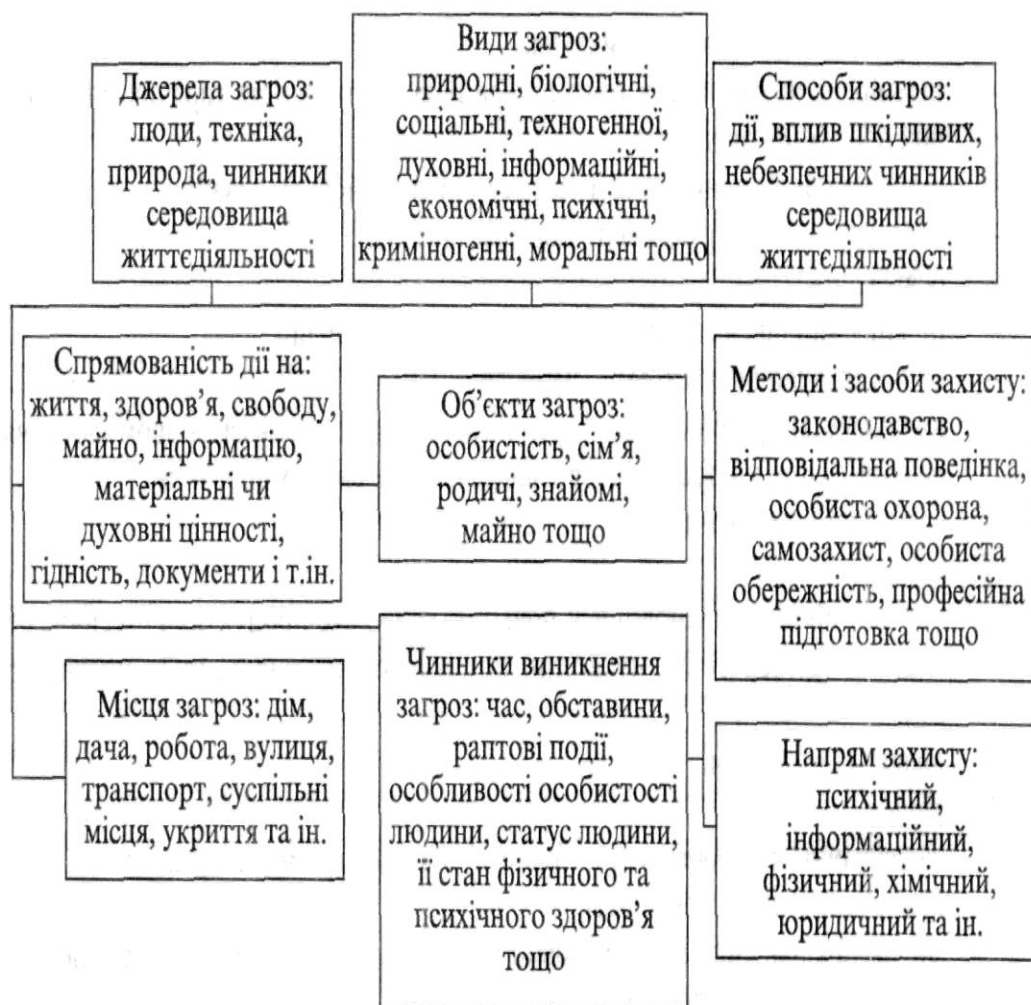 Джерела загроз:
люди, техніка,
природа, чинники
середовища
життєдіяльності
Види загроз:
природні, біологічні,
соціальні, техногенної,
духовні, інформаційні,
економічні, психічні,
криміногенні, моральні тощо
Способи загроз:
дії, вплив шкідливих,
небезпечних чинників
середовища
життєдіяльності
Спрямованість дії на:
життя, здоров’я, свободу,
майно, інформацію,
матеріальні чи
духовні цінності,
гідність, документи і т.ін.
Об’єкти загроз:
особистість, сім’я,
родичі, знайомі,
майно тощо
Методи і засоби захисту:
законодавство,
відповідальна поведінка,
особиста охорона,
самозахист, особиста
обережність, професійна
підготовка тощо
Місця загроз: дім,
дача, робота, вулиця,
транспорт, суспільні
місця, укриття та ін.
Чинники виникнення
загроз: час, обставини,
раптові події,
особливості особистості
людини, статус людини,
її стан фізичного та
психічного здоров’я
тощо
Напрям захисту:
психічний,
інформаційний,
фізичний, хімічний,
юридичний та ін.